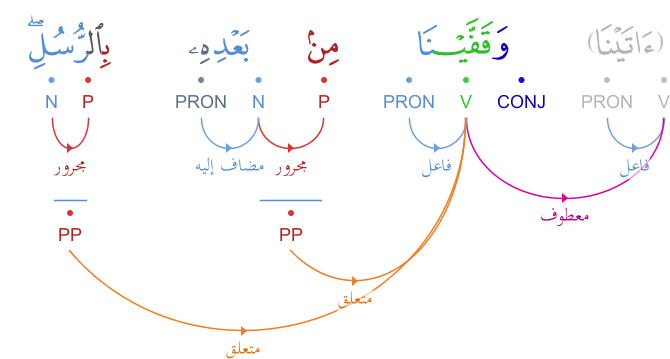 (ءَاتَيْنَا) وَقَفَّيْنَا مِنۢ بَعْدِهِۦ بِٱلرُّسُلِ ۖ
V PRON CONJ V PRON P N PRON P N
فاعل فاعل مجرور مضاف إليه مجرور
معطوف
PP PP
متعلق
متعلق